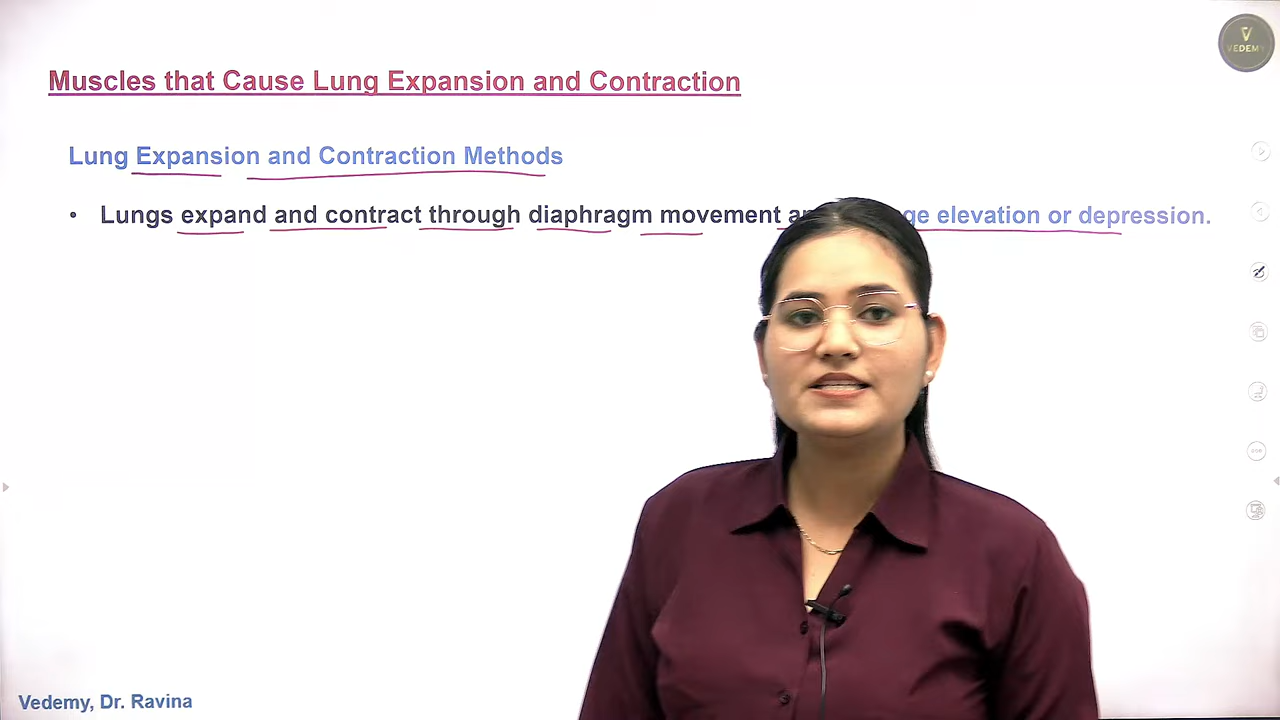 VEDEMY
Muscles that Cause Lung Expansion and Contraction
Lung Expansion and Contraction Methods
• Lungs expand and contract through diaphragm movement elevation or depression.
Vedemy, Dr. Ravina